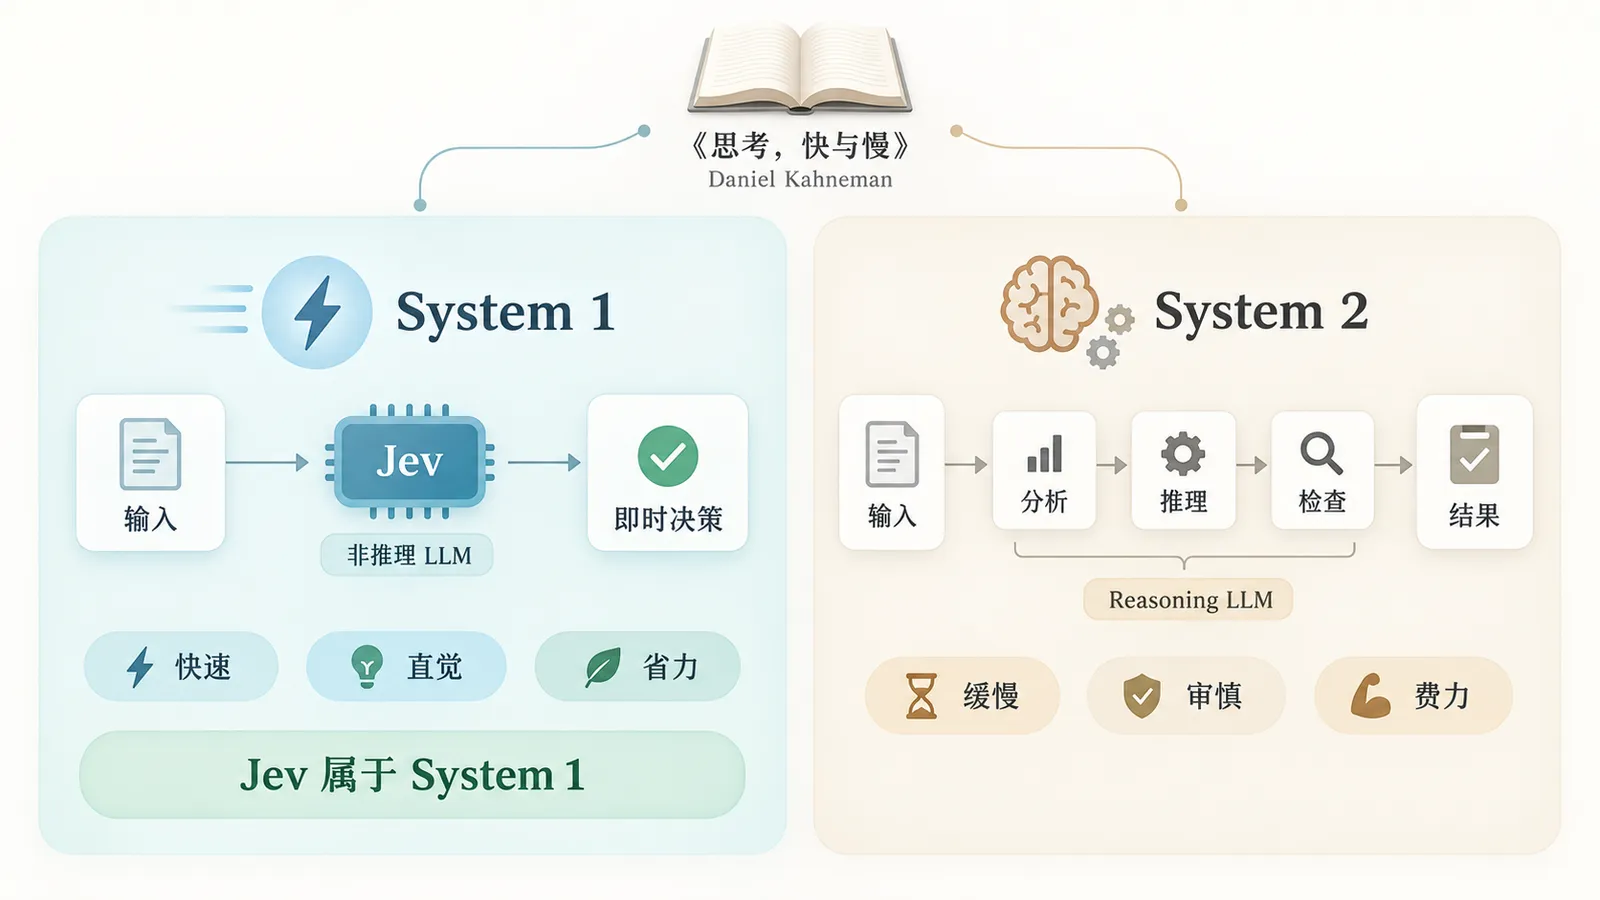 《思考，快与慢》
Daniel Kahneman
System 1
输入
Jev
非推理 LLM
即时决策
快速
直觉
省力
Jev 属于 System 1
System 2
输入
分析
推理
检查
结果
Reasoning LLM
缓慢
审慎
费力